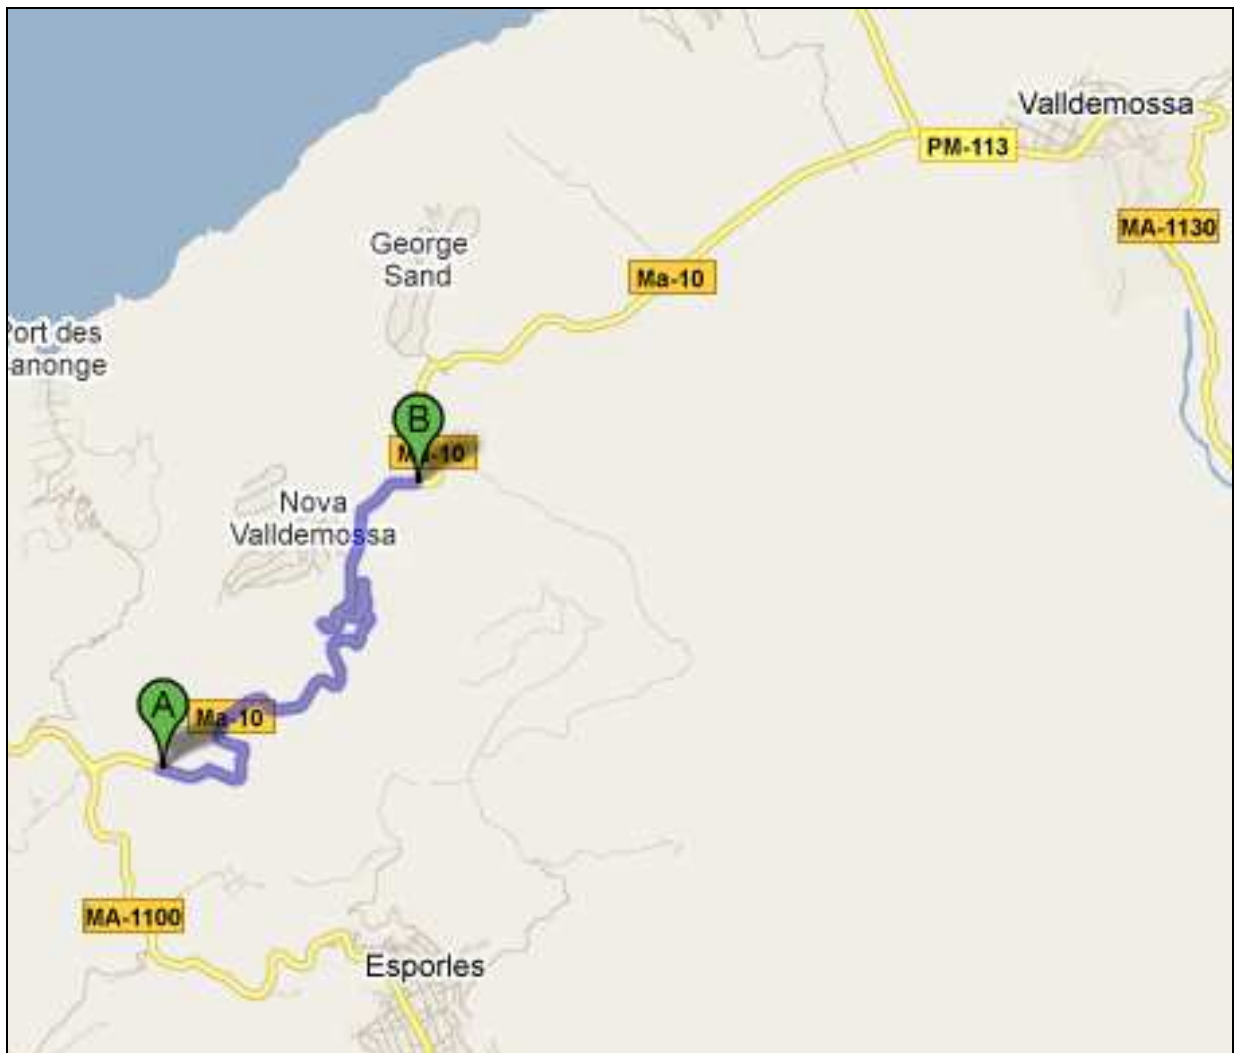 Valldemossa
PM-113
MA-1130
George
Sand
Ma-10
Port des
anonge
B
Ma-10
Nova
Valldemossa
A
Ma-10
MA-1100
Esporles